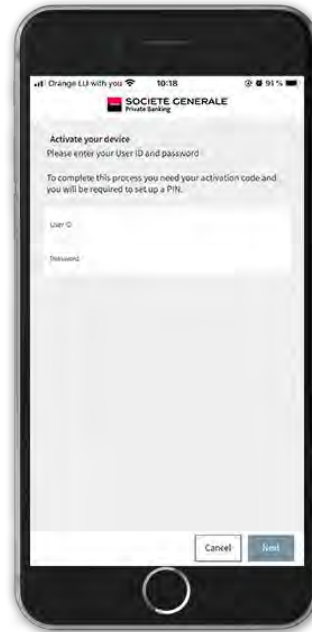 Orange LU with you 10:18 91 %
SOCIETE GENERALE
Private Banking
Activate your device
Please enter your User ID and password
To complete this process you need your activation code and
you will be required to set up a PIN.
User ID
Password
Cancel Next